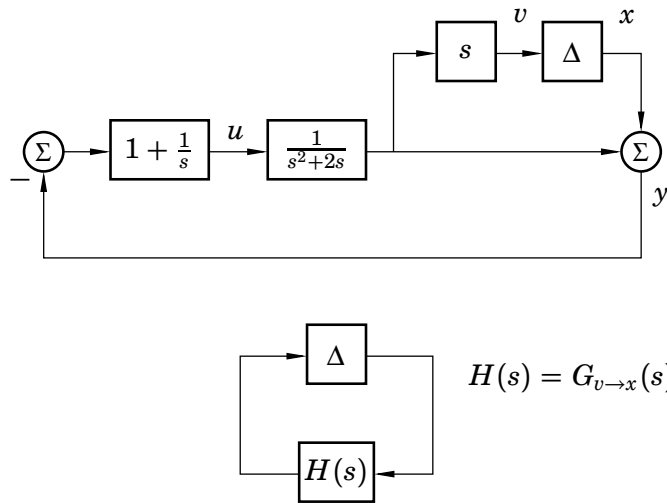 v x
s Δ
u
Σ 1 + 1/s 1/(s²+2s) Σ
−
y
Δ
H(s) = G_{v→x}(s)
H(s)